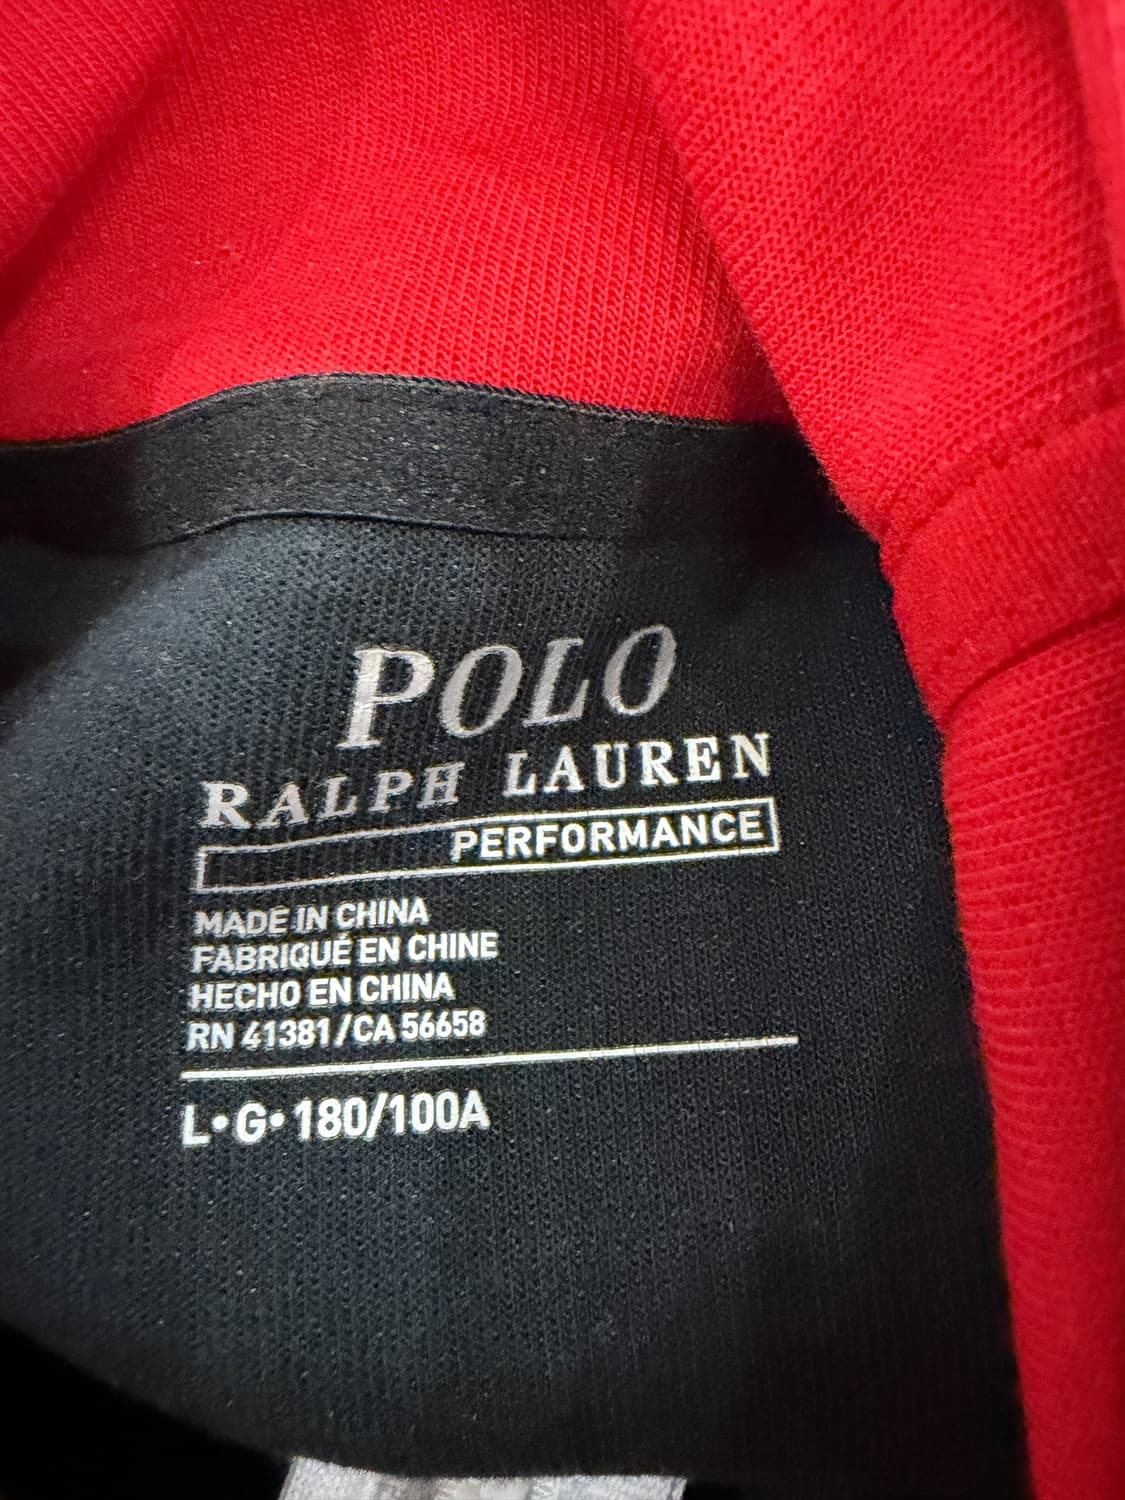 POLO
RALPH LAUREN
PERFORMANCE
MADE IN CHINA
FABRIQUÉ EN CHINE
HECHO EN CHINA
RN 41381/CA 56658
L•G•180/100A